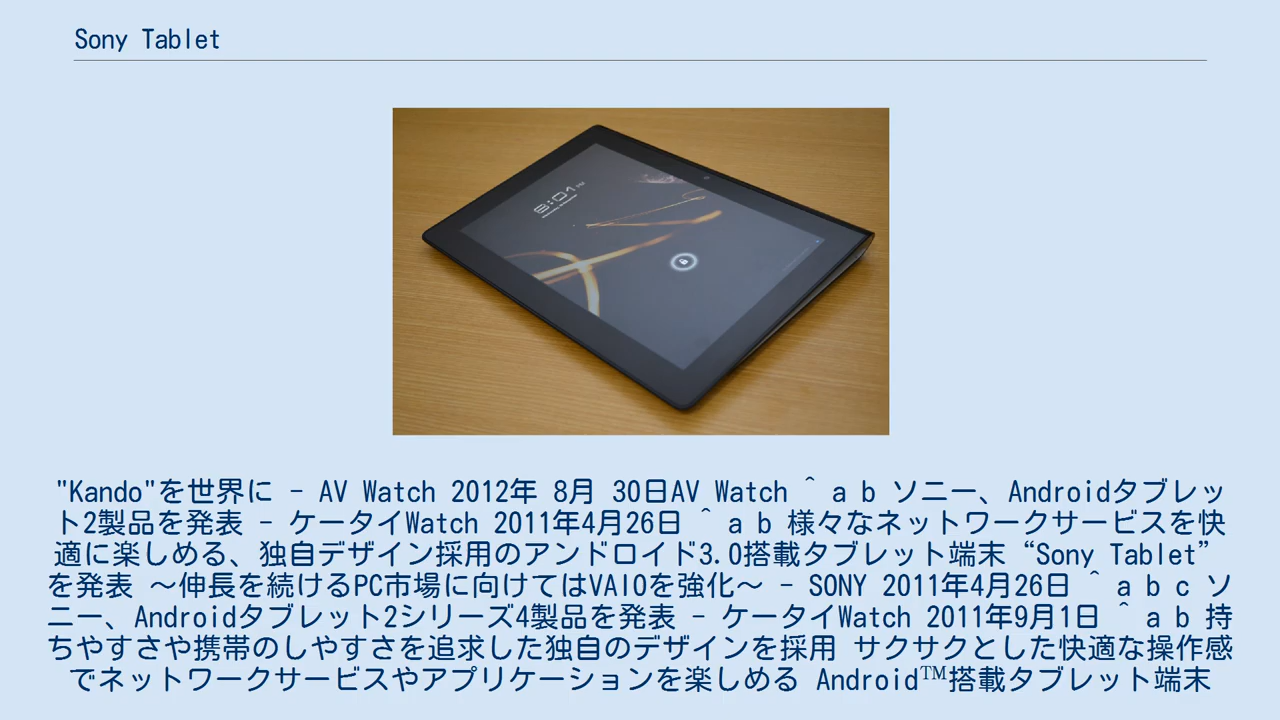 Sony Tablet
8:01 PM
"Kando"を世界に - AV Watch 2012年 8月 30日AV Watch ^ a b ソニー、Androidタブレッ
ト2製品を発表 - ケータイWatch 2011年4月26日 ^ a b 様々なネットワークサービスを快
適に楽しめる、独自デザイン採用のアンドロイド3.0搭載タブレット端末 “Sony Tablet”
を発表 ～伸長を続けるPC市場に向けてはVAIOを強化～ - SONY 2011年4月26日 ^ a b c ソ
ニー、Androidタブレット2シリーズ4製品を発表 - ケータイWatch 2011年9月1日 ^ a b 持
ちやすさや携帯のしやすさを追求した独自のデザインを採用 サクサクとした快適な操作感
でネットワークサービスやアプリケーションを楽しめる Android™搭載タブレット端末